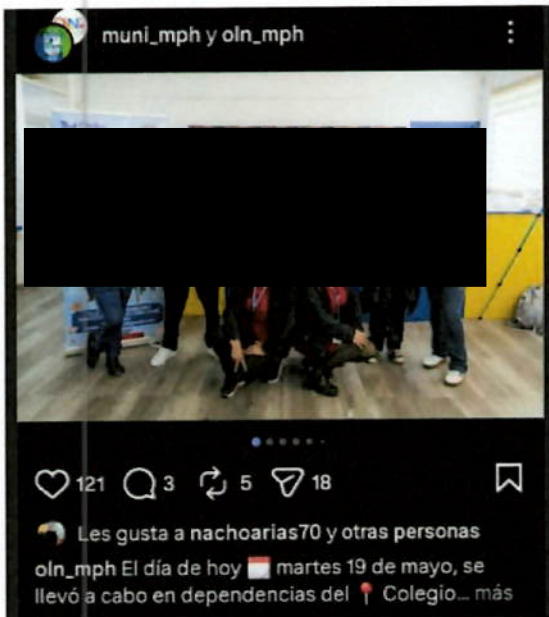 muni_mph y oln_mph
121 3 5 18
Les gusta a nachoarias70 y otras personas
oln_mph El día de hoy 🗓 martes 19 de mayo, se
llevó a cabo en dependencias del 📍 Colegio... más